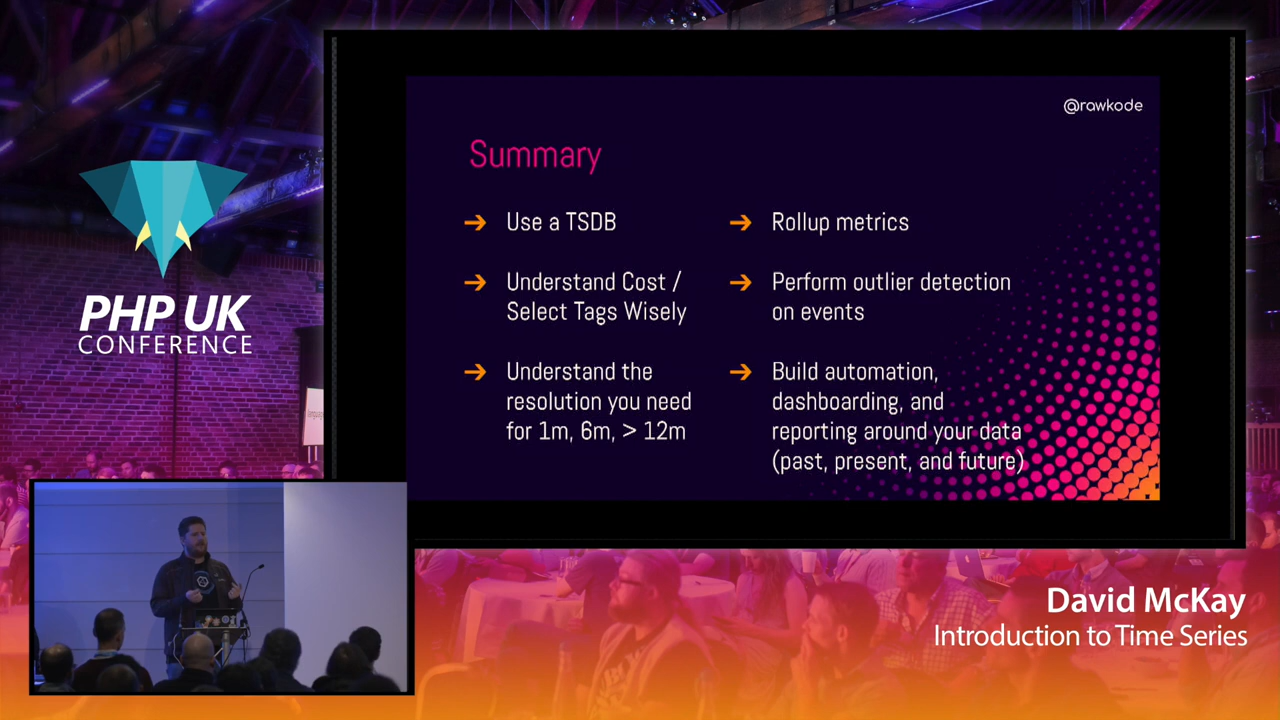 @rawkode
Summary
➔ Use a TSDB
➔ Understand Cost /
Select Tags Wisely
➔ Understand the
resolution you need
for 1m, 6m, > 12m
➔ Rollup metrics
➔ Perform outlier detection
on events
➔ Build automation,
dashboarding, and
reporting around your data
(past, present, and future)
PHP UK
CONFERENCE
David McKay
Introduction to Time Series